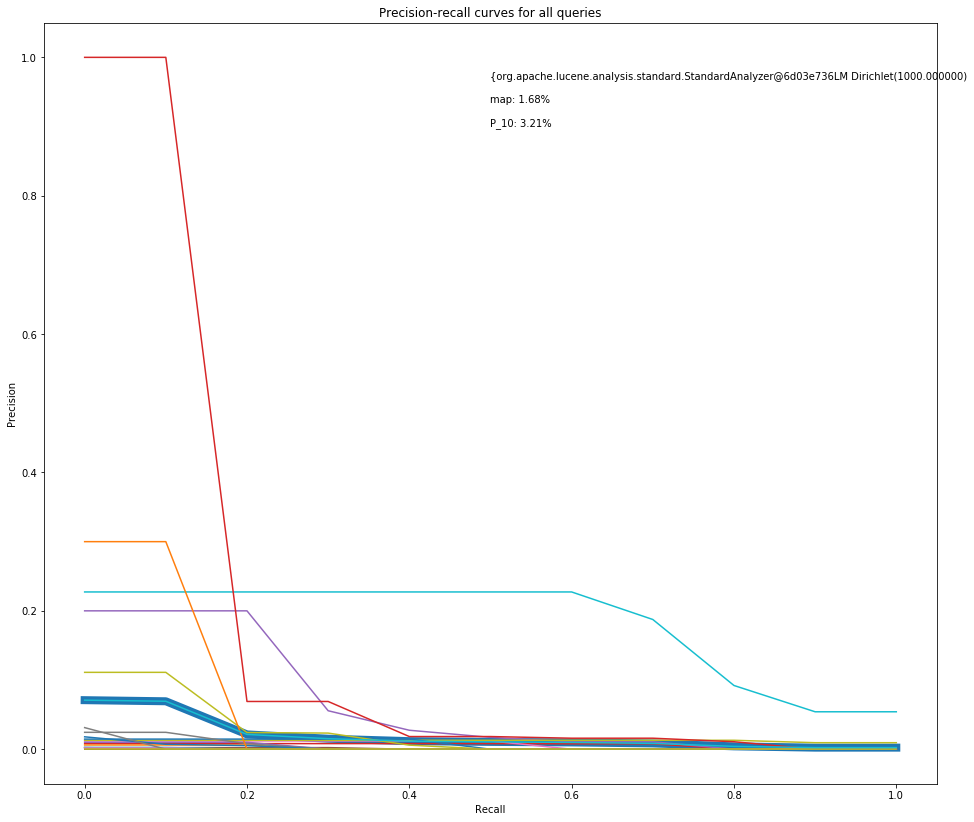 Precision-recall curves for all queries
{org.apache.lucene.analysis.standard.StandardAnalyzer@6d03e736LM Dirichlet(1000.000000)
map: 1.68%
P_10: 3.21%
1.0
0.8
0.6
0.4
0.2
0.0
Precision
0.0 0.2 0.4 0.6 0.8 1.0
Recall